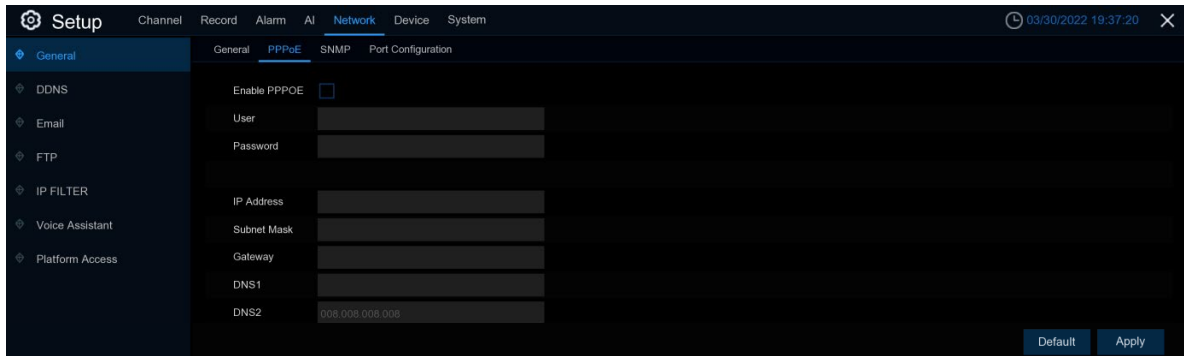 Setup Channel Record Alarm AI Network Device System 03/30/2022 19:37:20
General
General PPPoE SNMP Port Configuration
DDNS
Enable PPPOE
Email
User
FTP
Password
IP FILTER
IP Address
Voice Assistant
Subnet Mask
Platform Access
Gateway
DNS1
DNS2 008.008.008.008
Default Apply